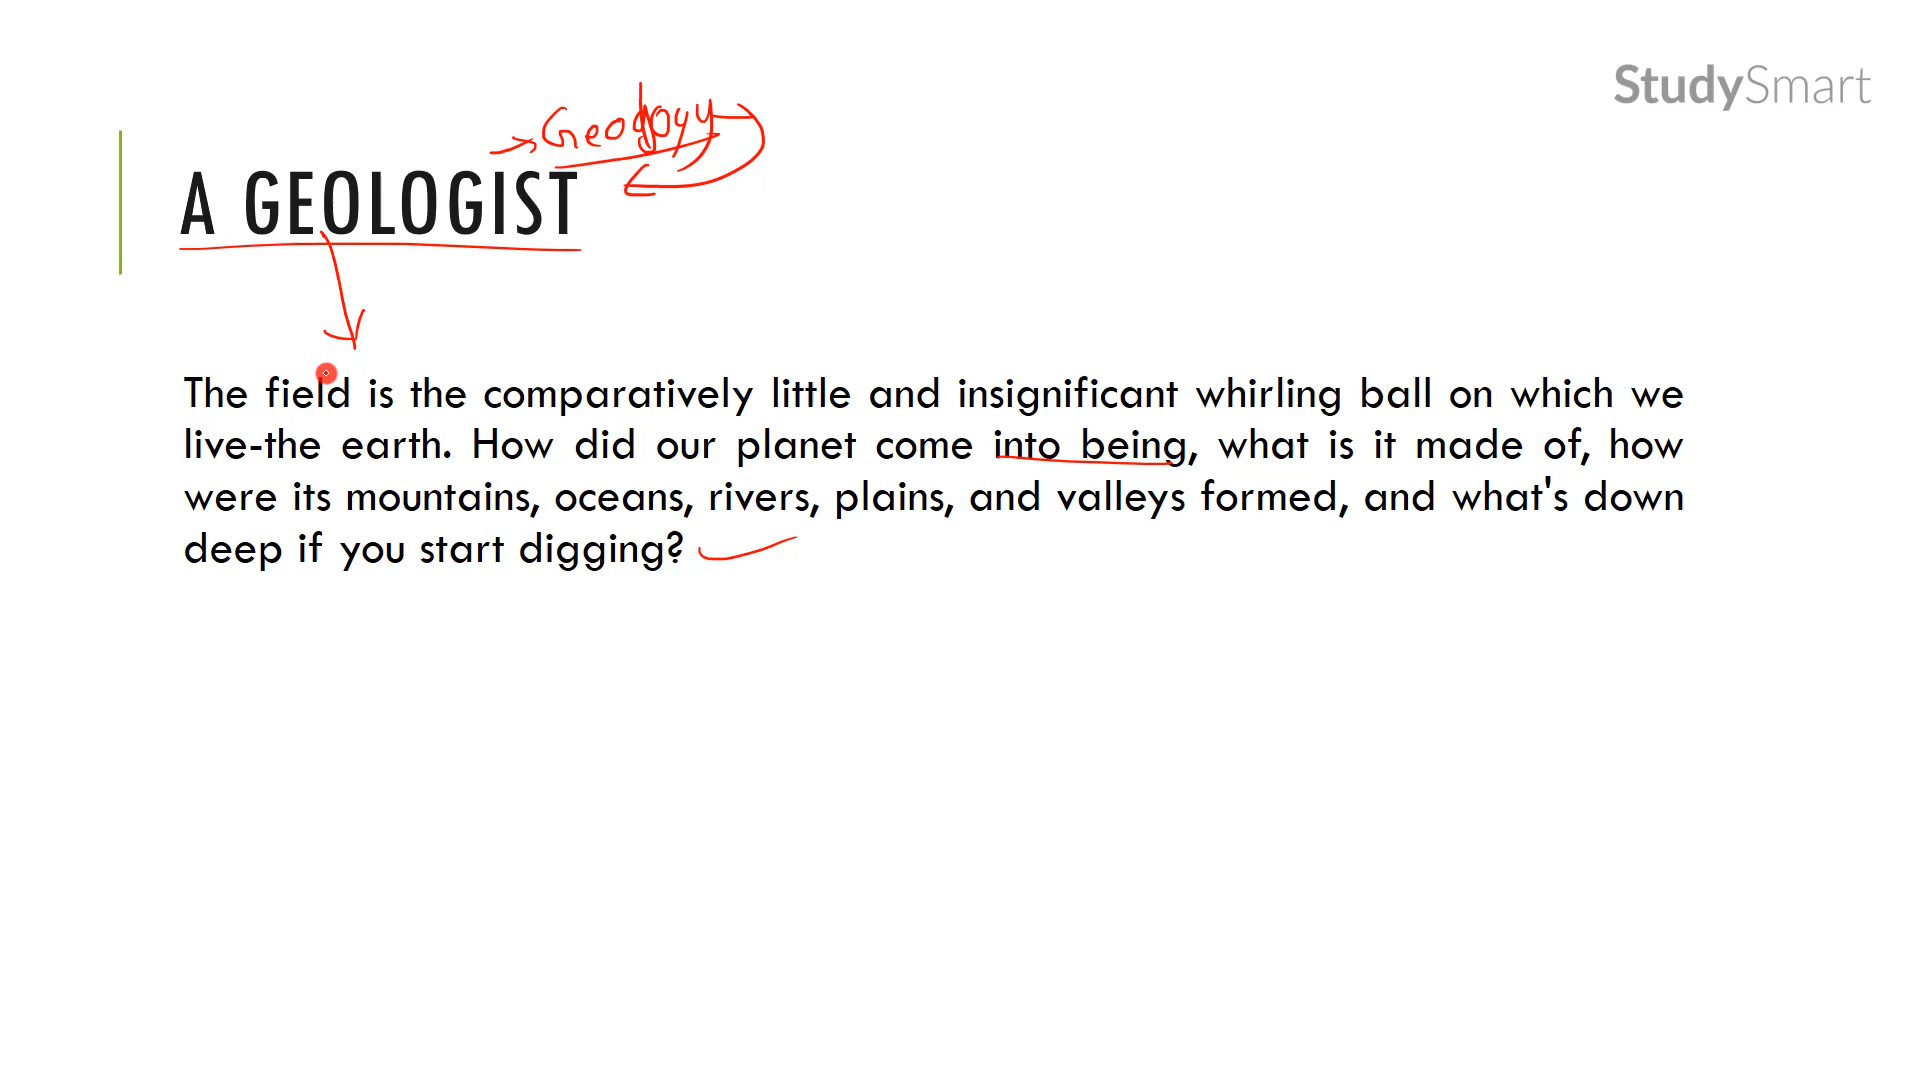 StudySmart
Geology
A GEOLOGIST
The field is the comparatively little and insignificant whirling ball on which we
live-the earth. How did our planet come into being, what is it made of, how
were its mountains, oceans, rivers, plains, and valleys formed, and what's down
deep if you start digging?